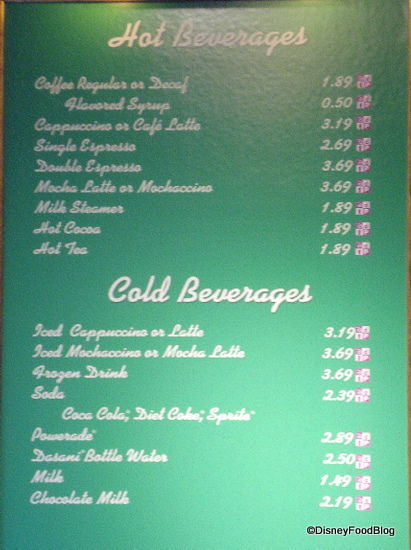 Hot Beverages
Coffee Regular or Decaf 1.89
Flavored Syrup 0.50
Cappuccino or Café Latte 3.19
Single Espresso 2.69
Double Espresso 3.69
Mocha Latte or Mochaccino 3.69
Milk Steamer 1.89
Hot Cocoa 1.89
Hot Tea 1.89
Cold Beverages
Iced Cappuccino or Latte 3.19
Iced Mochaccino or Mocha Latte 3.69
Frozen Drink 3.69
Soda 2.39
Coca Cola,® Diet Coke,® Sprite®
Powerade® 2.89
Dasani® Bottle Water 2.50
Milk 1.49
Chocolate Milk 2.19
©DisneyFoodBlog